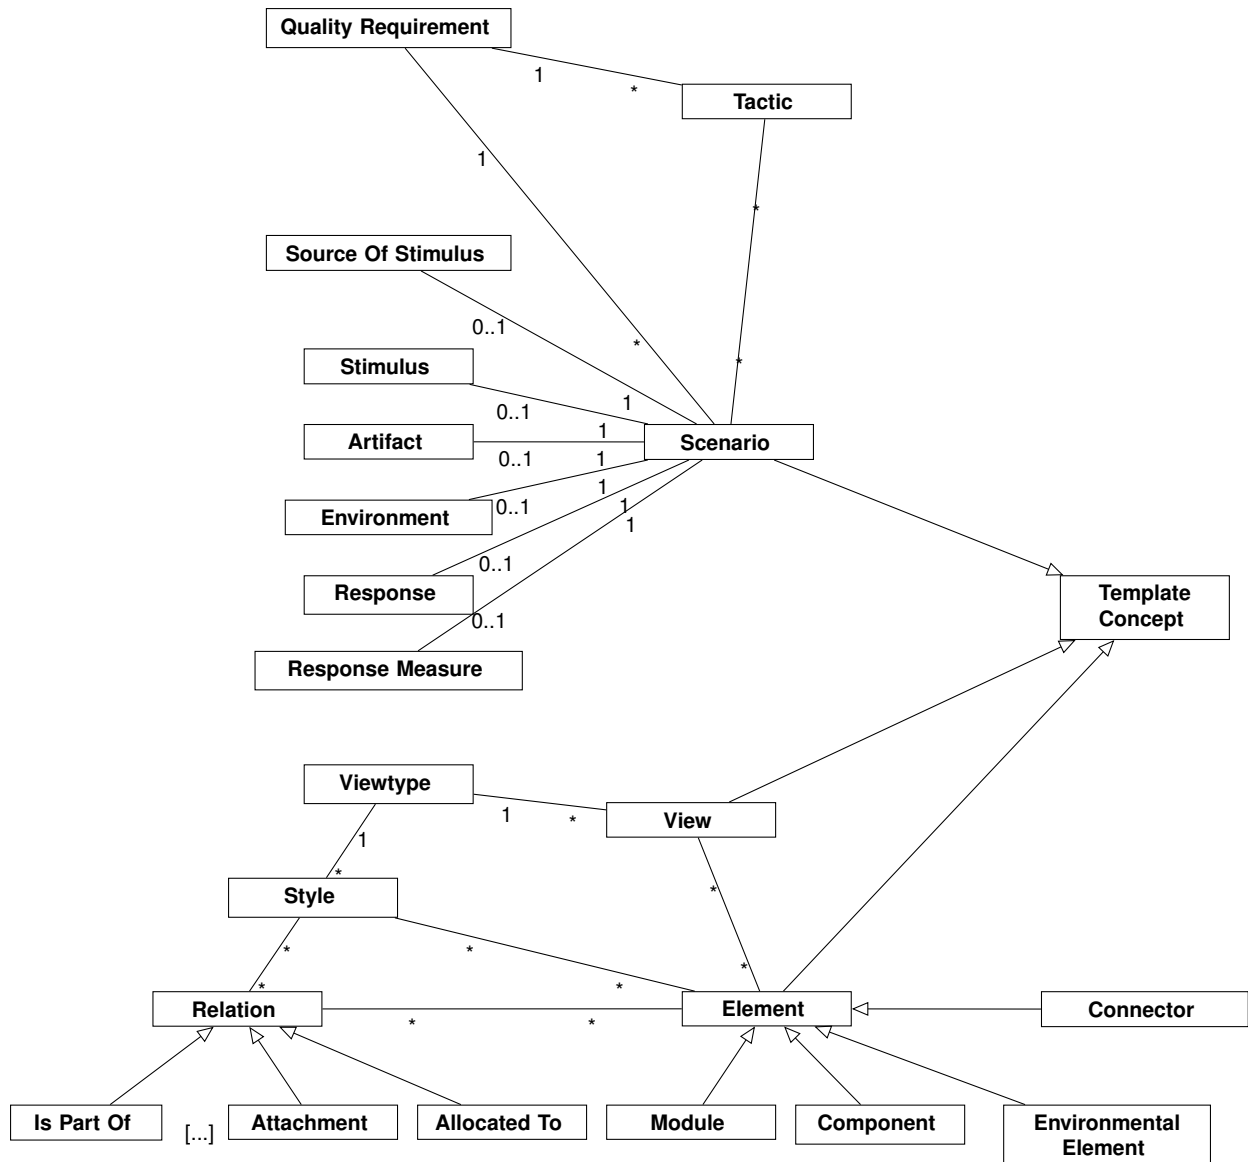 Quality Requirement
1
*
Tactic
1
*
Source Of Stimulus
0..1
*
*
Stimulus
0..1
1
Artifact
1
Scenario
0..1
1
Environment
0..1
1
1
1
Response
0..1
0..1
Response Measure
Template
Concept
Viewtype
1
*
View
1
*
Style
*
*
*
*
*
*
Relation
*
*
Element
Connector
Is Part Of
[...]
Attachment
Allocated To
Module
Component
Environmental
Element